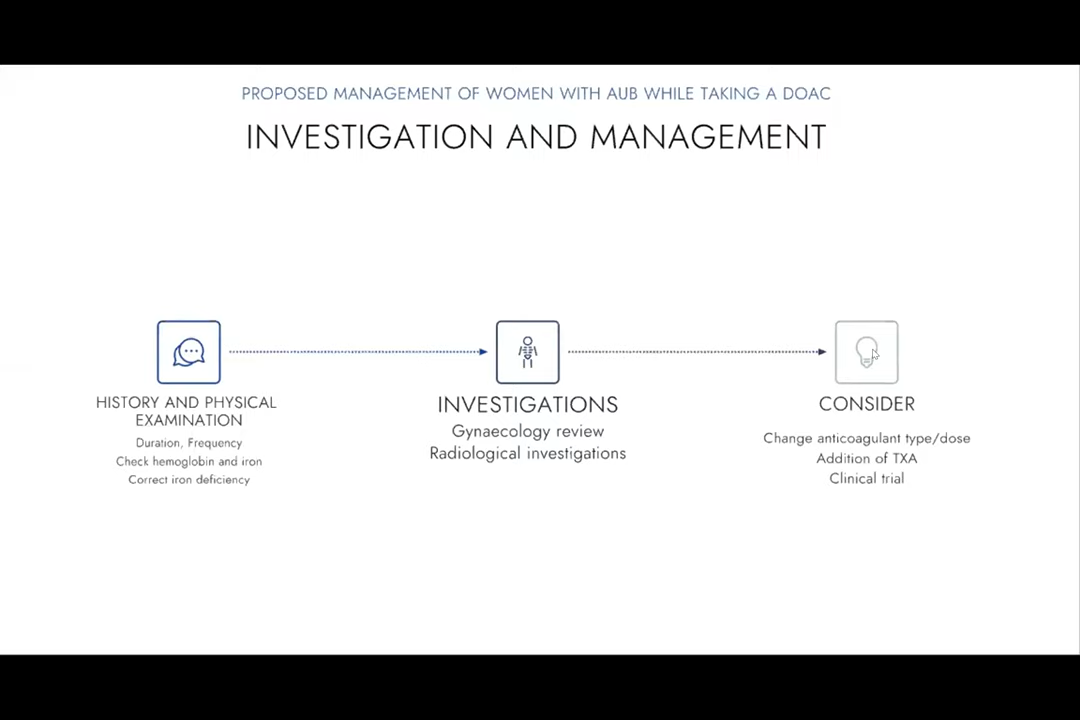 PROPOSED MANAGEMENT OF WOMEN WITH AUB WHILE TAKING A DOAC
INVESTIGATION AND MANAGEMENT
HISTORY AND PHYSICAL
EXAMINATION
Duration, Frequency
Check hemoglobin and iron
Correct iron deficiency
INVESTIGATIONS
Gynaecology review
Radiological investigations
CONSIDER
Change anticoagulant type/dose
Addition of TXA
Clinical trial